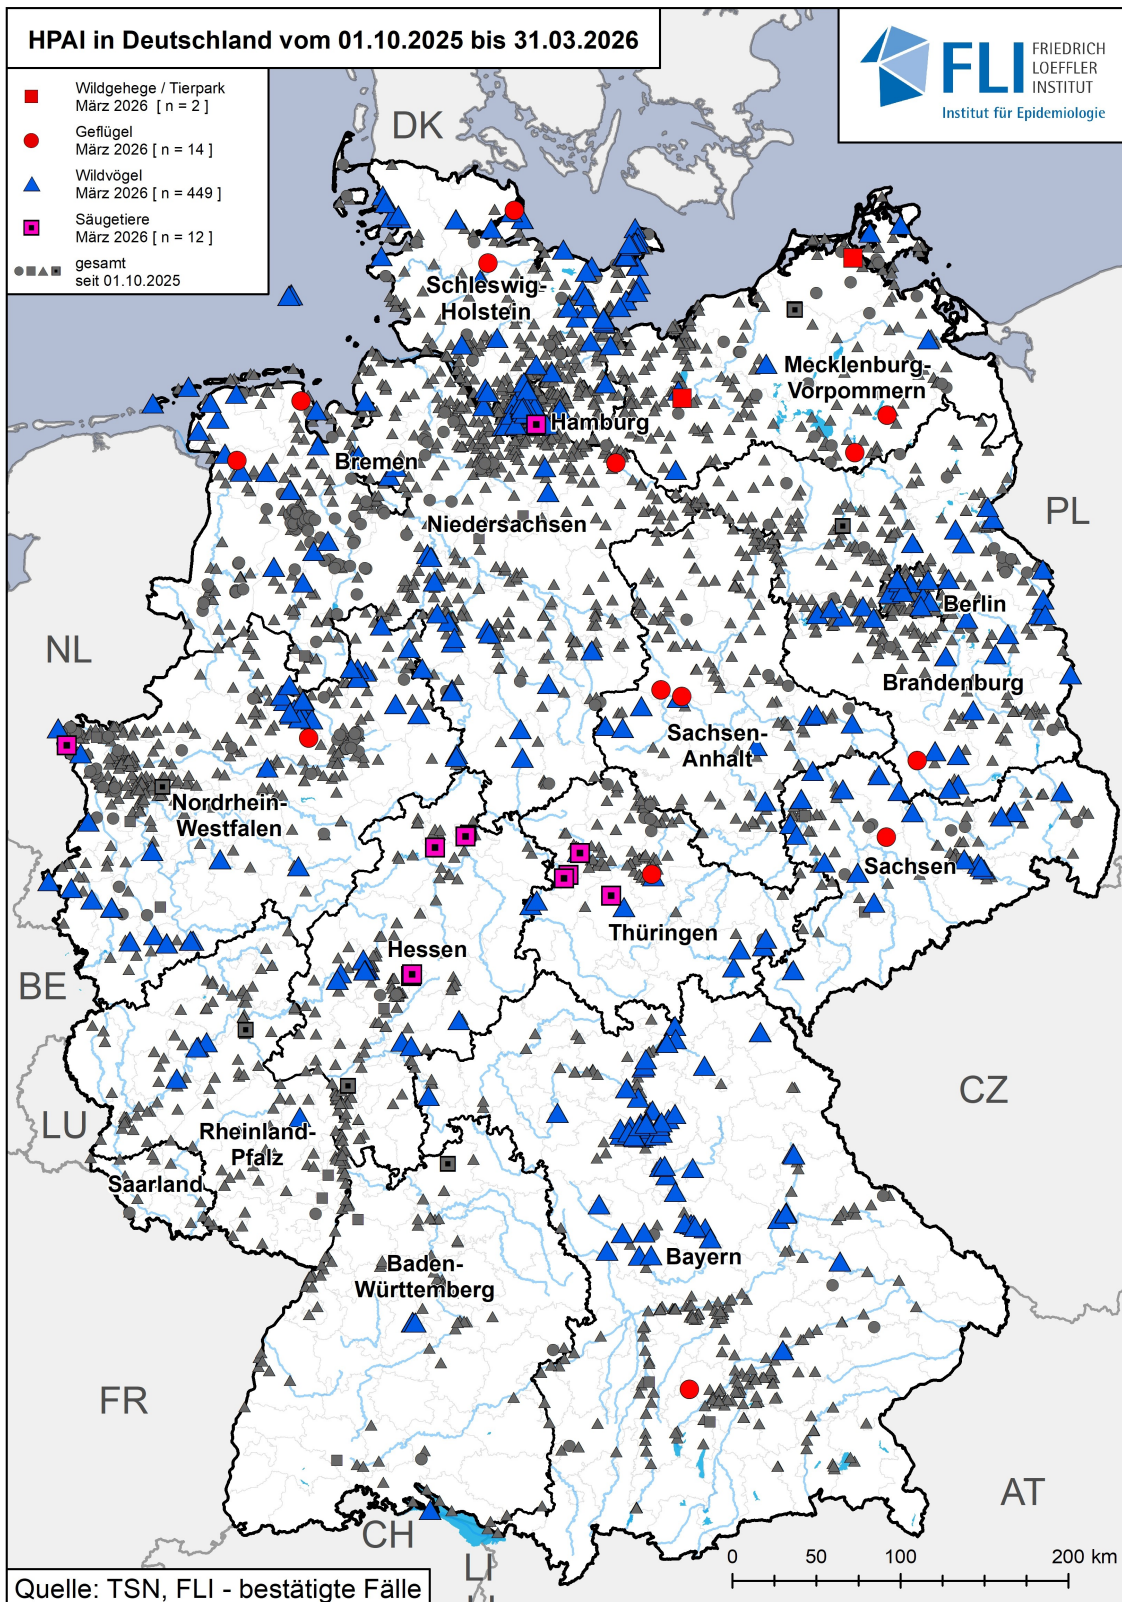 HPAI in Deutschland vom 01.10.2025 bis 31.03.2026
FLI
FRIEDRICH
LOEFFLER
INSTITUT
Institut für Epidemiologie
Wildgehege / Tierpark
März 2026 [ n = 2 ]
Geflügel
März 2026 [ n = 14 ]
Wildvögel
März 2026 [ n = 449 ]
Säugetiere
März 2026 [ n = 12 ]
gesamt
seit 01.10.2025
DK
Schleswig-
Holstein
Mecklenburg-
Vorpommern
Hamburg
Bremen
Niedersachsen
PL
Berlin
NL
Brandenburg
Sachsen-
Anhalt
Nordrhein-
Westfalen
Sachsen
Thüringen
Hessen
BE
CZ
LU
Rheinland-
Pfalz
Saarland
Bayern
Baden-
Württemberg
FR
AT
CH
LI
0 50 100 200 km
Quelle: TSN, FLI - bestätigte Fälle